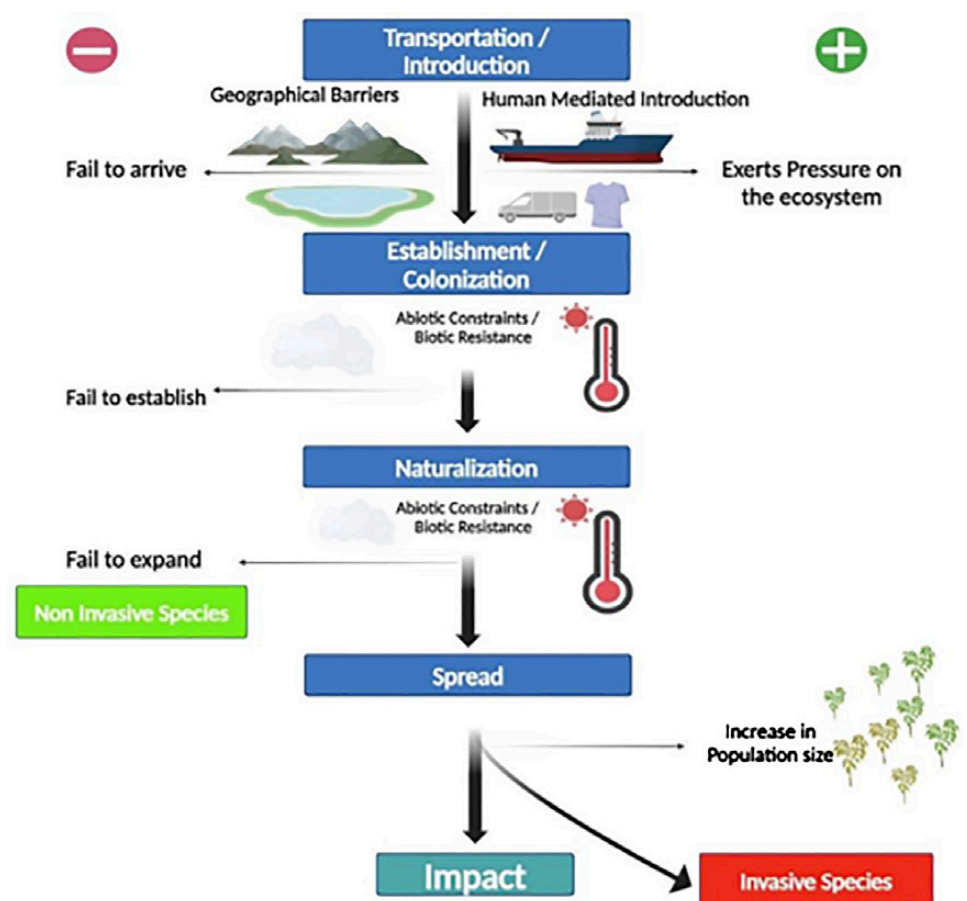 Transportation /
Introduction
Geographical Barriers
Human Mediated Introduction
Fail to arrive
Exerts Pressure on
the ecosystem
Establishment /
Colonization
Abiotic Constraints /
Biotic Resistance
Fail to establish
Naturalization
Abiotic Constraints /
Biotic Resistance
Fail to expand
Non Invasive Species
Spread
Increase in
Population size
Impact
Invasive Species